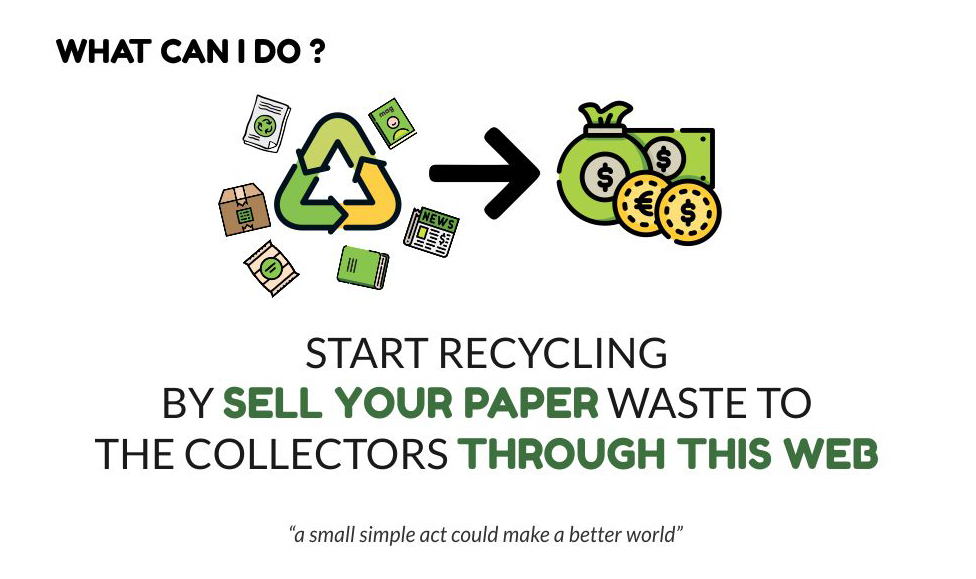 WHAT CAN I DO ?
mag
NEWS
$
$
€
$
$
START RECYCLING
BY SELL YOUR PAPER WASTE TO
THE COLLECTORS THROUGH THIS WEB
“a small simple act could make a better world”